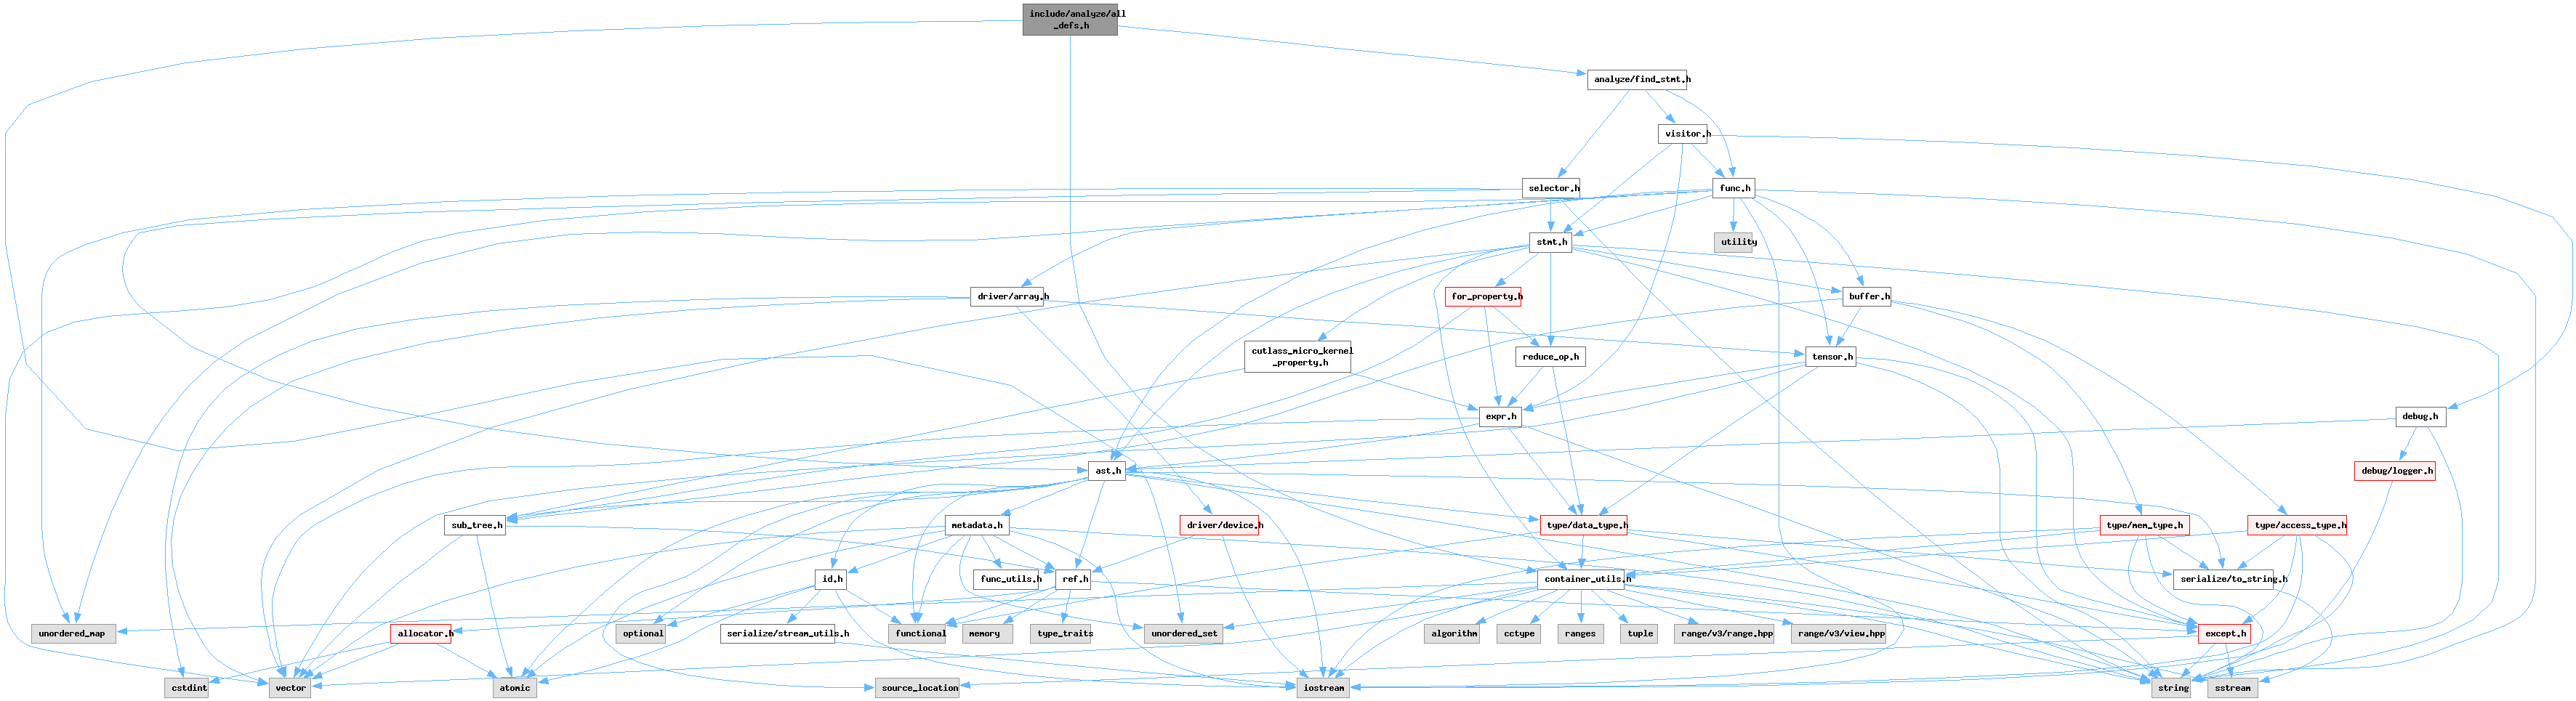 include/analyze/all
_defs.h
analyze/find_stmt.h
visitor.h
selector.h
func.h
stmt.h
utility
driver/array.h
for_property.h
buffer.h
cutlass_micro_kernel
_property.h
reduce_op.h
tensor.h
expr.h
debug.h
ast.h
debug/logger.h
sub_tree.h
metadata.h
driver/device.h
type/data_type.h
type/mem_type.h
type/access_type.h
id.h
func_utils.h
ref.h
container_utils.h
serialize/to_string.h
unordered_map
allocator.h
optional
serialize/stream_utils.h
functional
memory
type_traits
unordered_set
algorithm
cctype
ranges
tuple
range/v3/range.hpp
range/v3/view.hpp
except.h
cstdint
vector
atomic
source_location
iostream
string
sstream